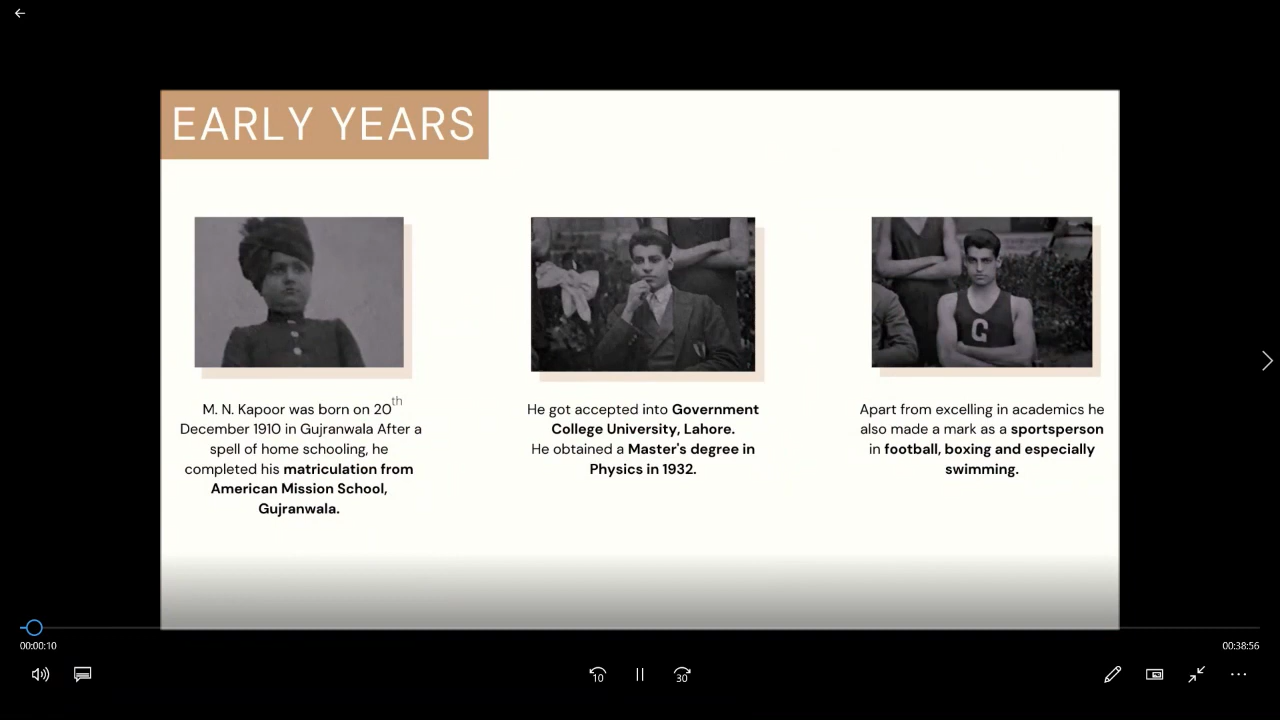 EARLY YEARS
G
M. N. Kapoor was born on 20th
December 1910 in Gujranwala After a
spell of home schooling, he
completed his matriculation from
American Mission School,
Gujranwala.
He got accepted into Government
College University, Lahore.
He obtained a Master's degree in
Physics in 1932.
Apart from excelling in academics he
also made a mark as a sportsperson
in football, boxing and especially
swimming.
00:00:10
00:38:56
10
30